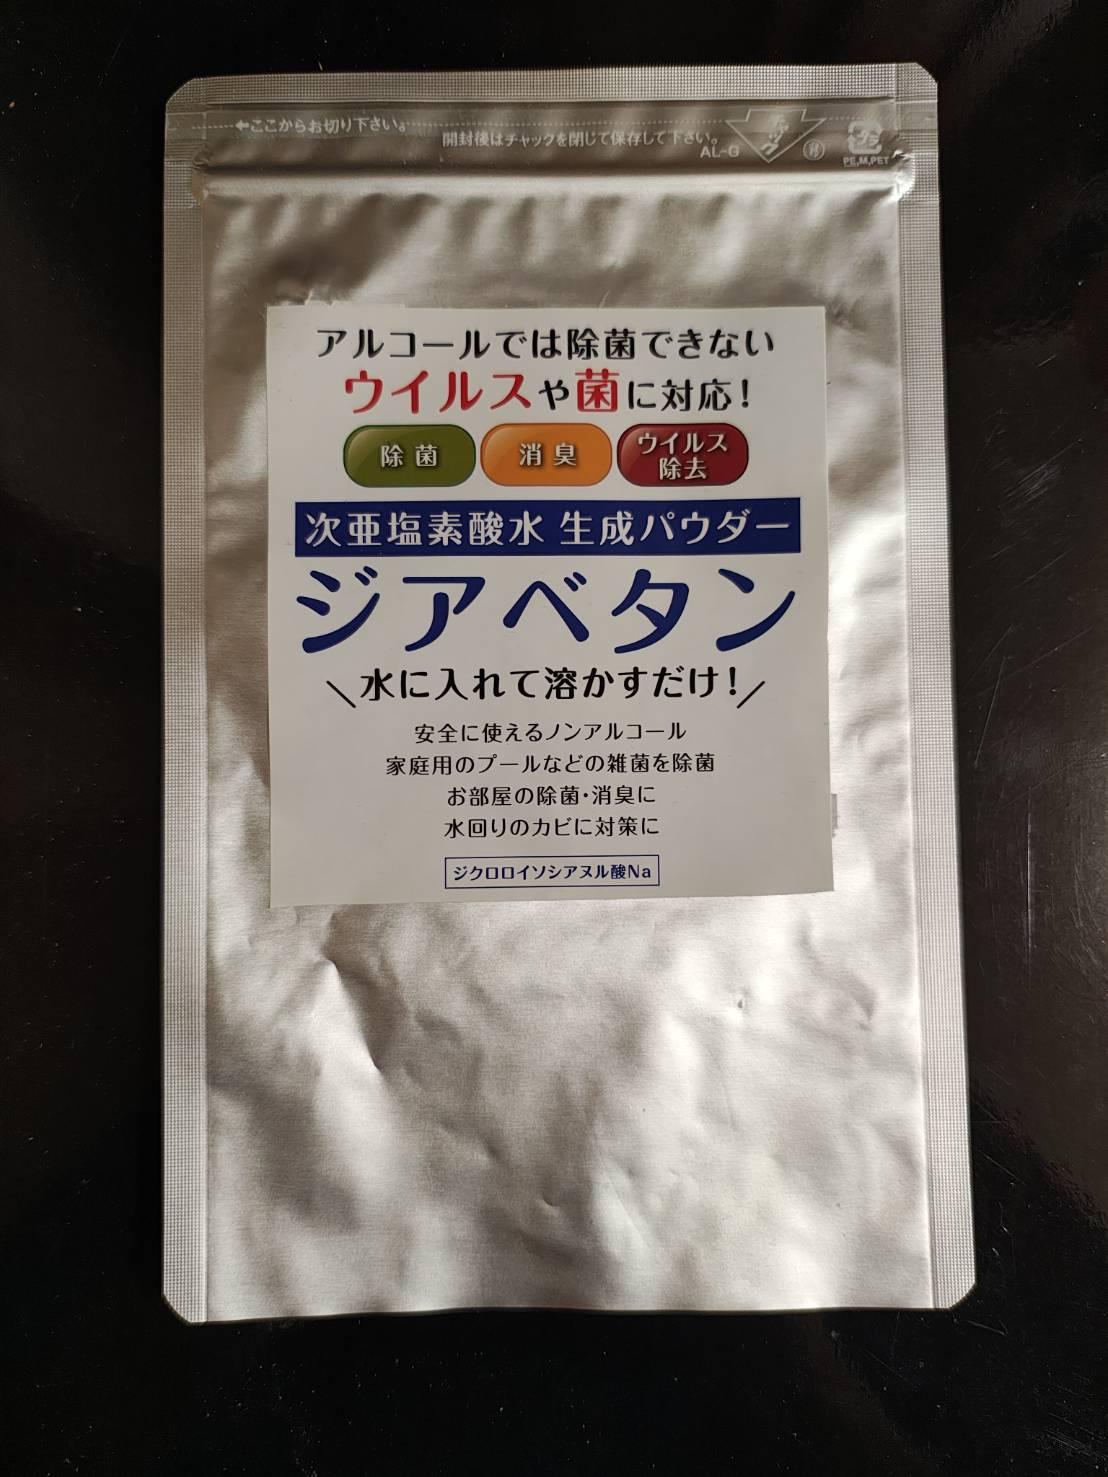 ←ここからお切り下さい。
開封後はチャックを閉じて保存して下さい。
AL-G
プラ
PE,M,PET
アルコールでは除菌できない
ウイルスや菌に対応！
除菌
消臭
ウイルス
除去
次亜塩素酸水 生成パウダー
ジアベタン
＼水に入れて溶かすだけ！／
安全に使えるノンアルコール
家庭用のプールなどの雑菌を除菌
お部屋の除菌・消臭に
水回りのカビに対策に
ジクロロイソシアヌル酸Na